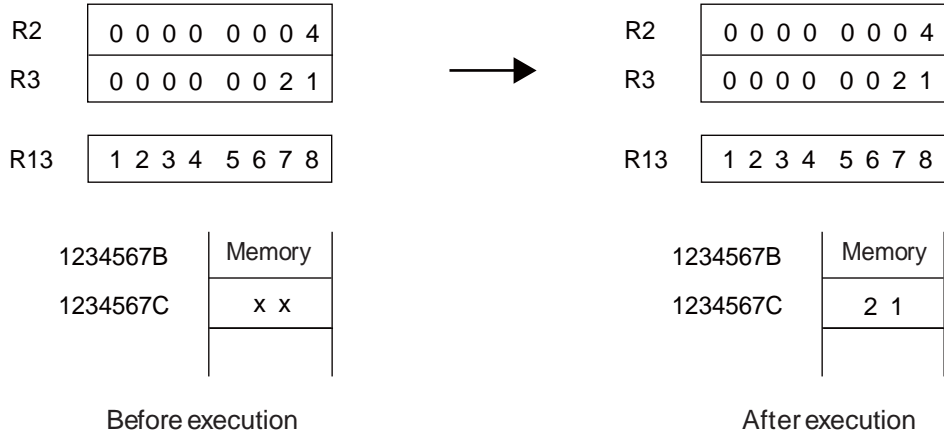 R2 0 0 0 0 0 0 0 4 R2 0 0 0 0 0 0 0 4
R3 0 0 0 0 0 0 2 1 R3 0 0 0 0 0 0 2 1
R13 1 2 3 4 5 6 7 8 R13 1 2 3 4 5 6 7 8
1234567B Memory 1234567B Memory
1234567C x x 1234567C 2 1
Before execution After execution